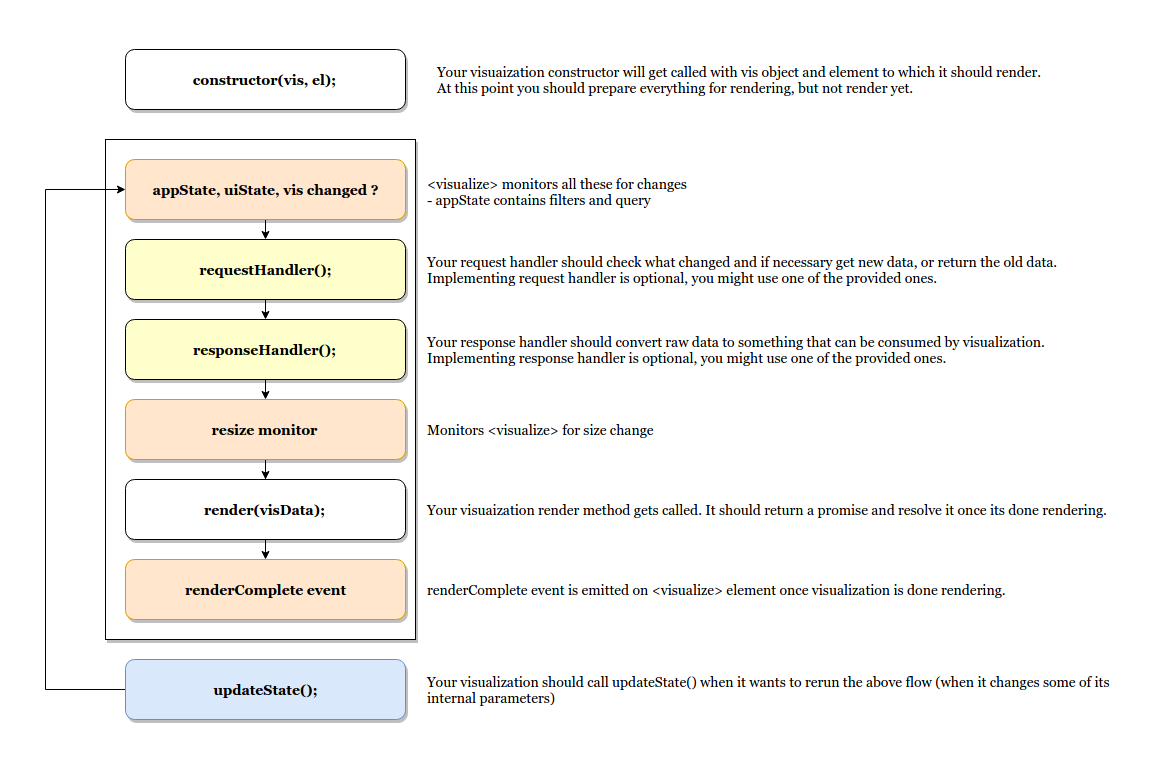 constructor(vis, el);
Your visuaization constructor will get called with vis object and element to which it should render.
At this point you should prepare everything for rendering, but not render yet.
appState, uiState, vis changed ?
<visualize> monitors all these for changes
- appState contains filters and query
requestHandler();
Your request handler should check what changed and if necessary get new data, or return the old data.
Implementing request handler is optional, you might use one of the provided ones.
responseHandler();
Your response handler should convert raw data to something that can be consumed by visualization.
Implementing response handler is optional, you might use one of the provided ones.
resize monitor
Monitors <visualize> for size change
render(visData);
Your visuaization render method gets called. It should return a promise and resolve it once its done rendering.
renderComplete event
renderComplete event is emitted on <visualize> element once visualization is done rendering.
updateState();
Your visualization should call updateState() when it wants to rerun the above flow (when it changes some of its
internal parameters)